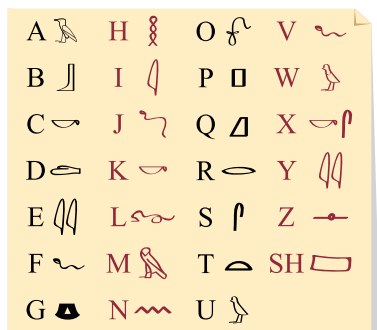 A H O V
B I P W
C J Q X
D K R Y
E L S Z
F M T SH
G N U